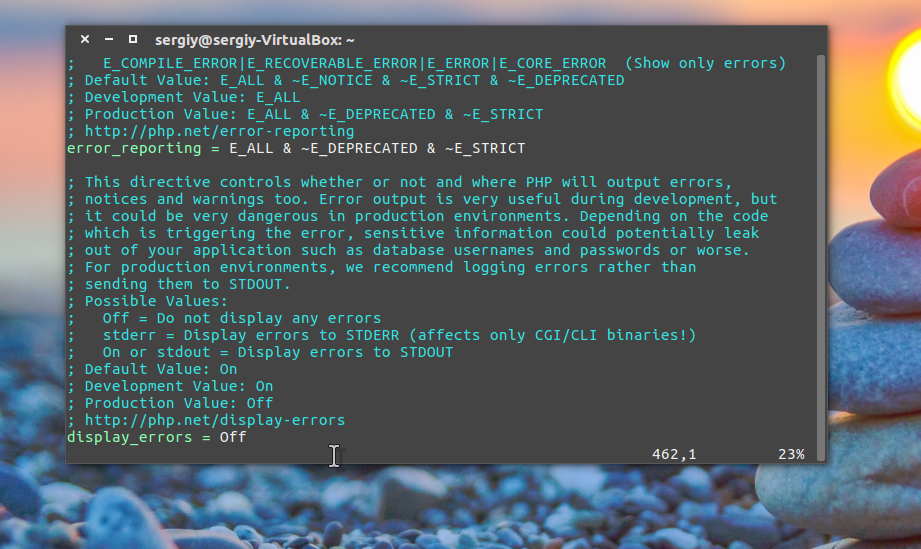 sergiy@sergiy-VirtualBox: ~
;   E_COMPILE_ERROR|E_RECOVERABLE_ERROR|E_ERROR|E_CORE_ERROR  (Show only errors)
; Default Value: E_ALL & ~E_NOTICE & ~E_STRICT & ~E_DEPRECATED
; Development Value: E_ALL
; Production Value: E_ALL & ~E_DEPRECATED & ~E_STRICT
; http://php.net/error-reporting
error_reporting = E_ALL & ~E_DEPRECATED & ~E_STRICT
; This directive controls whether or not and where PHP will output errors,
; notices and warnings too. Error output is very useful during development, but
; it could be very dangerous in production environments. Depending on the code
; which is triggering the error, sensitive information could potentially leak
; out of your application such as database usernames and passwords or worse.
; For production environments, we recommend logging errors rather than
; sending them to STDOUT.
; Possible Values:
;   Off = Do not display any errors
;   stderr = Display errors to STDERR (affects only CGI/CLI binaries!)
;   On or stdout = Display errors to STDOUT
; Default Value: On
; Development Value: On
; Production Value: Off
; http://php.net/display-errors
display_errors = Off
462,1 23%